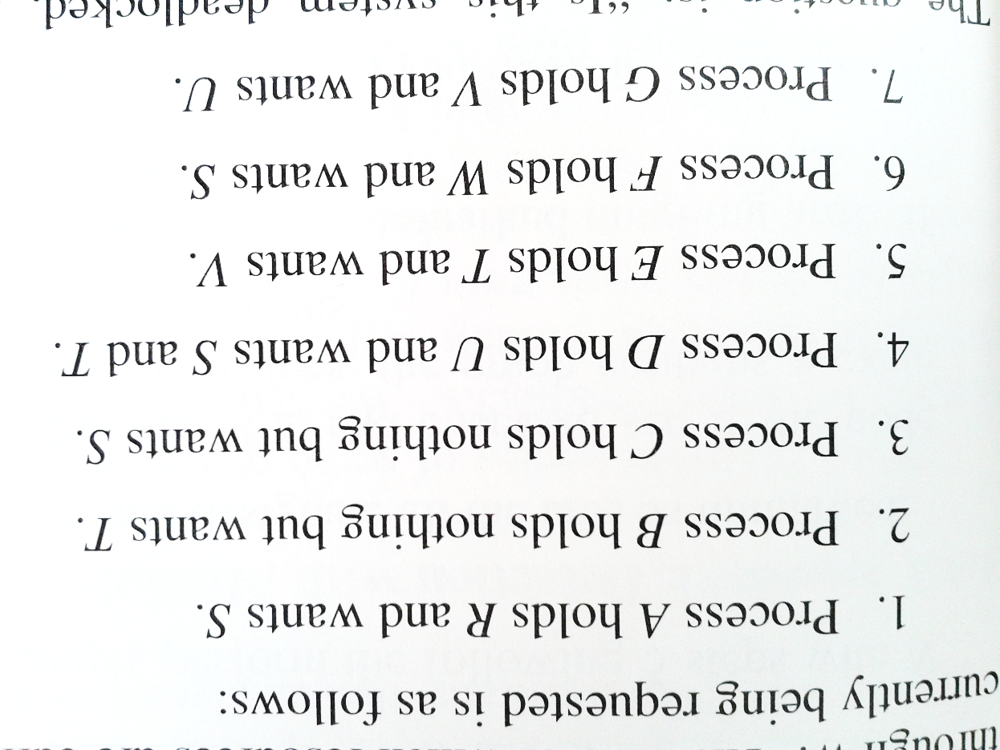 through
currently being requested is as follows:
1. Process A holds R and wants S.
2. Process B holds nothing but wants T.
3. Process C holds nothing but wants S.
4. Process D holds U and wants S and T.
5. Process E holds T and wants V.
6. Process F holds W and wants S.
7. Process G holds V and wants U.
The question is: “Is this system deadlocked,